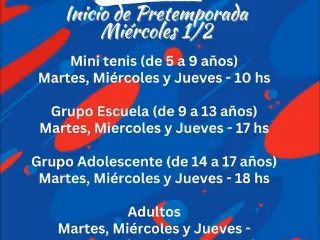 Inicio de Pretemporada
Miércoles 1/2
Mini tenis (de 5 a 9 años)
Martes, Miércoles y Jueves - 10 hs
Grupo Escuela (de 9 a 13 años)
Martes, Miercoles y Jueves - 17 hs
Grupo Adolescente (de 14 a 17 años)
Martes, Miércoles y Jueves - 18 hs
Adultos
Martes, Miércoles y Jueves -